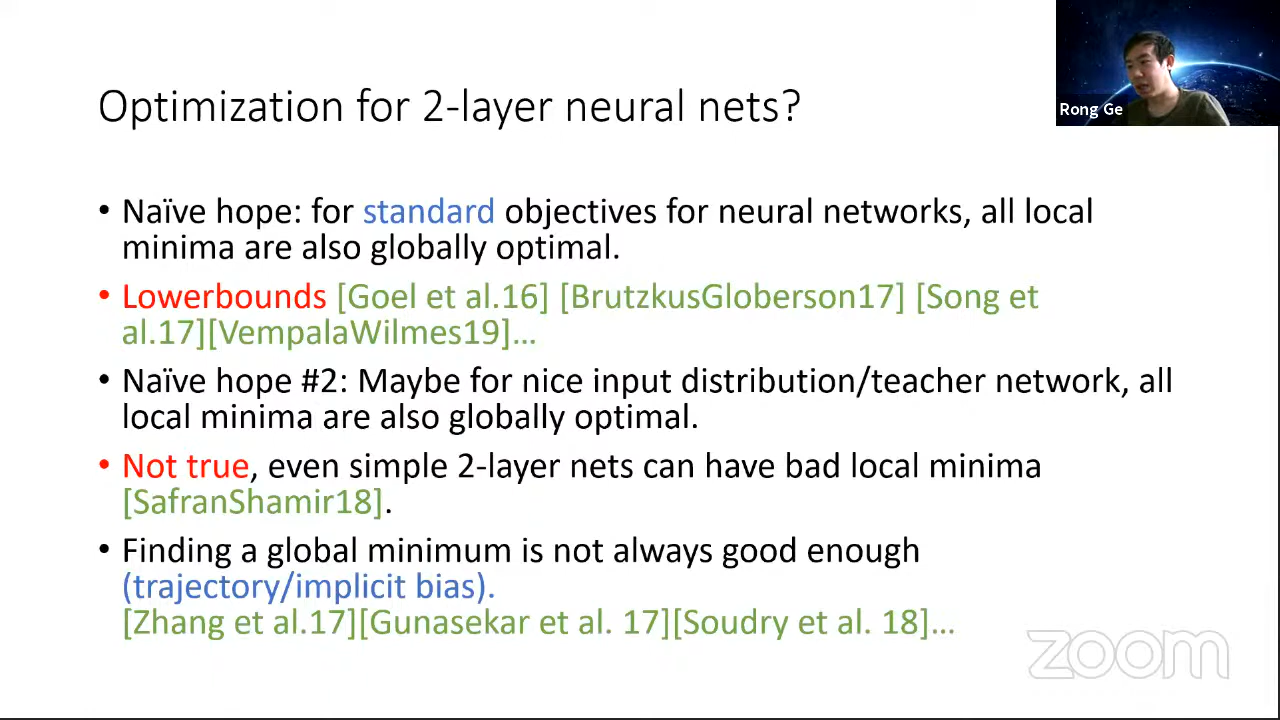 Optimization for 2-layer neural nets?
Rong Ge
• Naïve hope: for standard objectives for neural networks, all local
minima are also globally optimal.
• Lowerbounds [Goel et al.16] [BrutzkusGloberson17] [Song et
al.17][VempalaWilmes19]…
• Naïve hope #2: Maybe for nice input distribution/teacher network, all
local minima are also globally optimal.
• Not true, even simple 2-layer nets can have bad local minima
[SafranShamir18].
• Finding a global minimum is not always good enough
(trajectory/implicit bias).
[Zhang et al.17][Gunasekar et al. 17][Soudry et al. 18]…
zoom